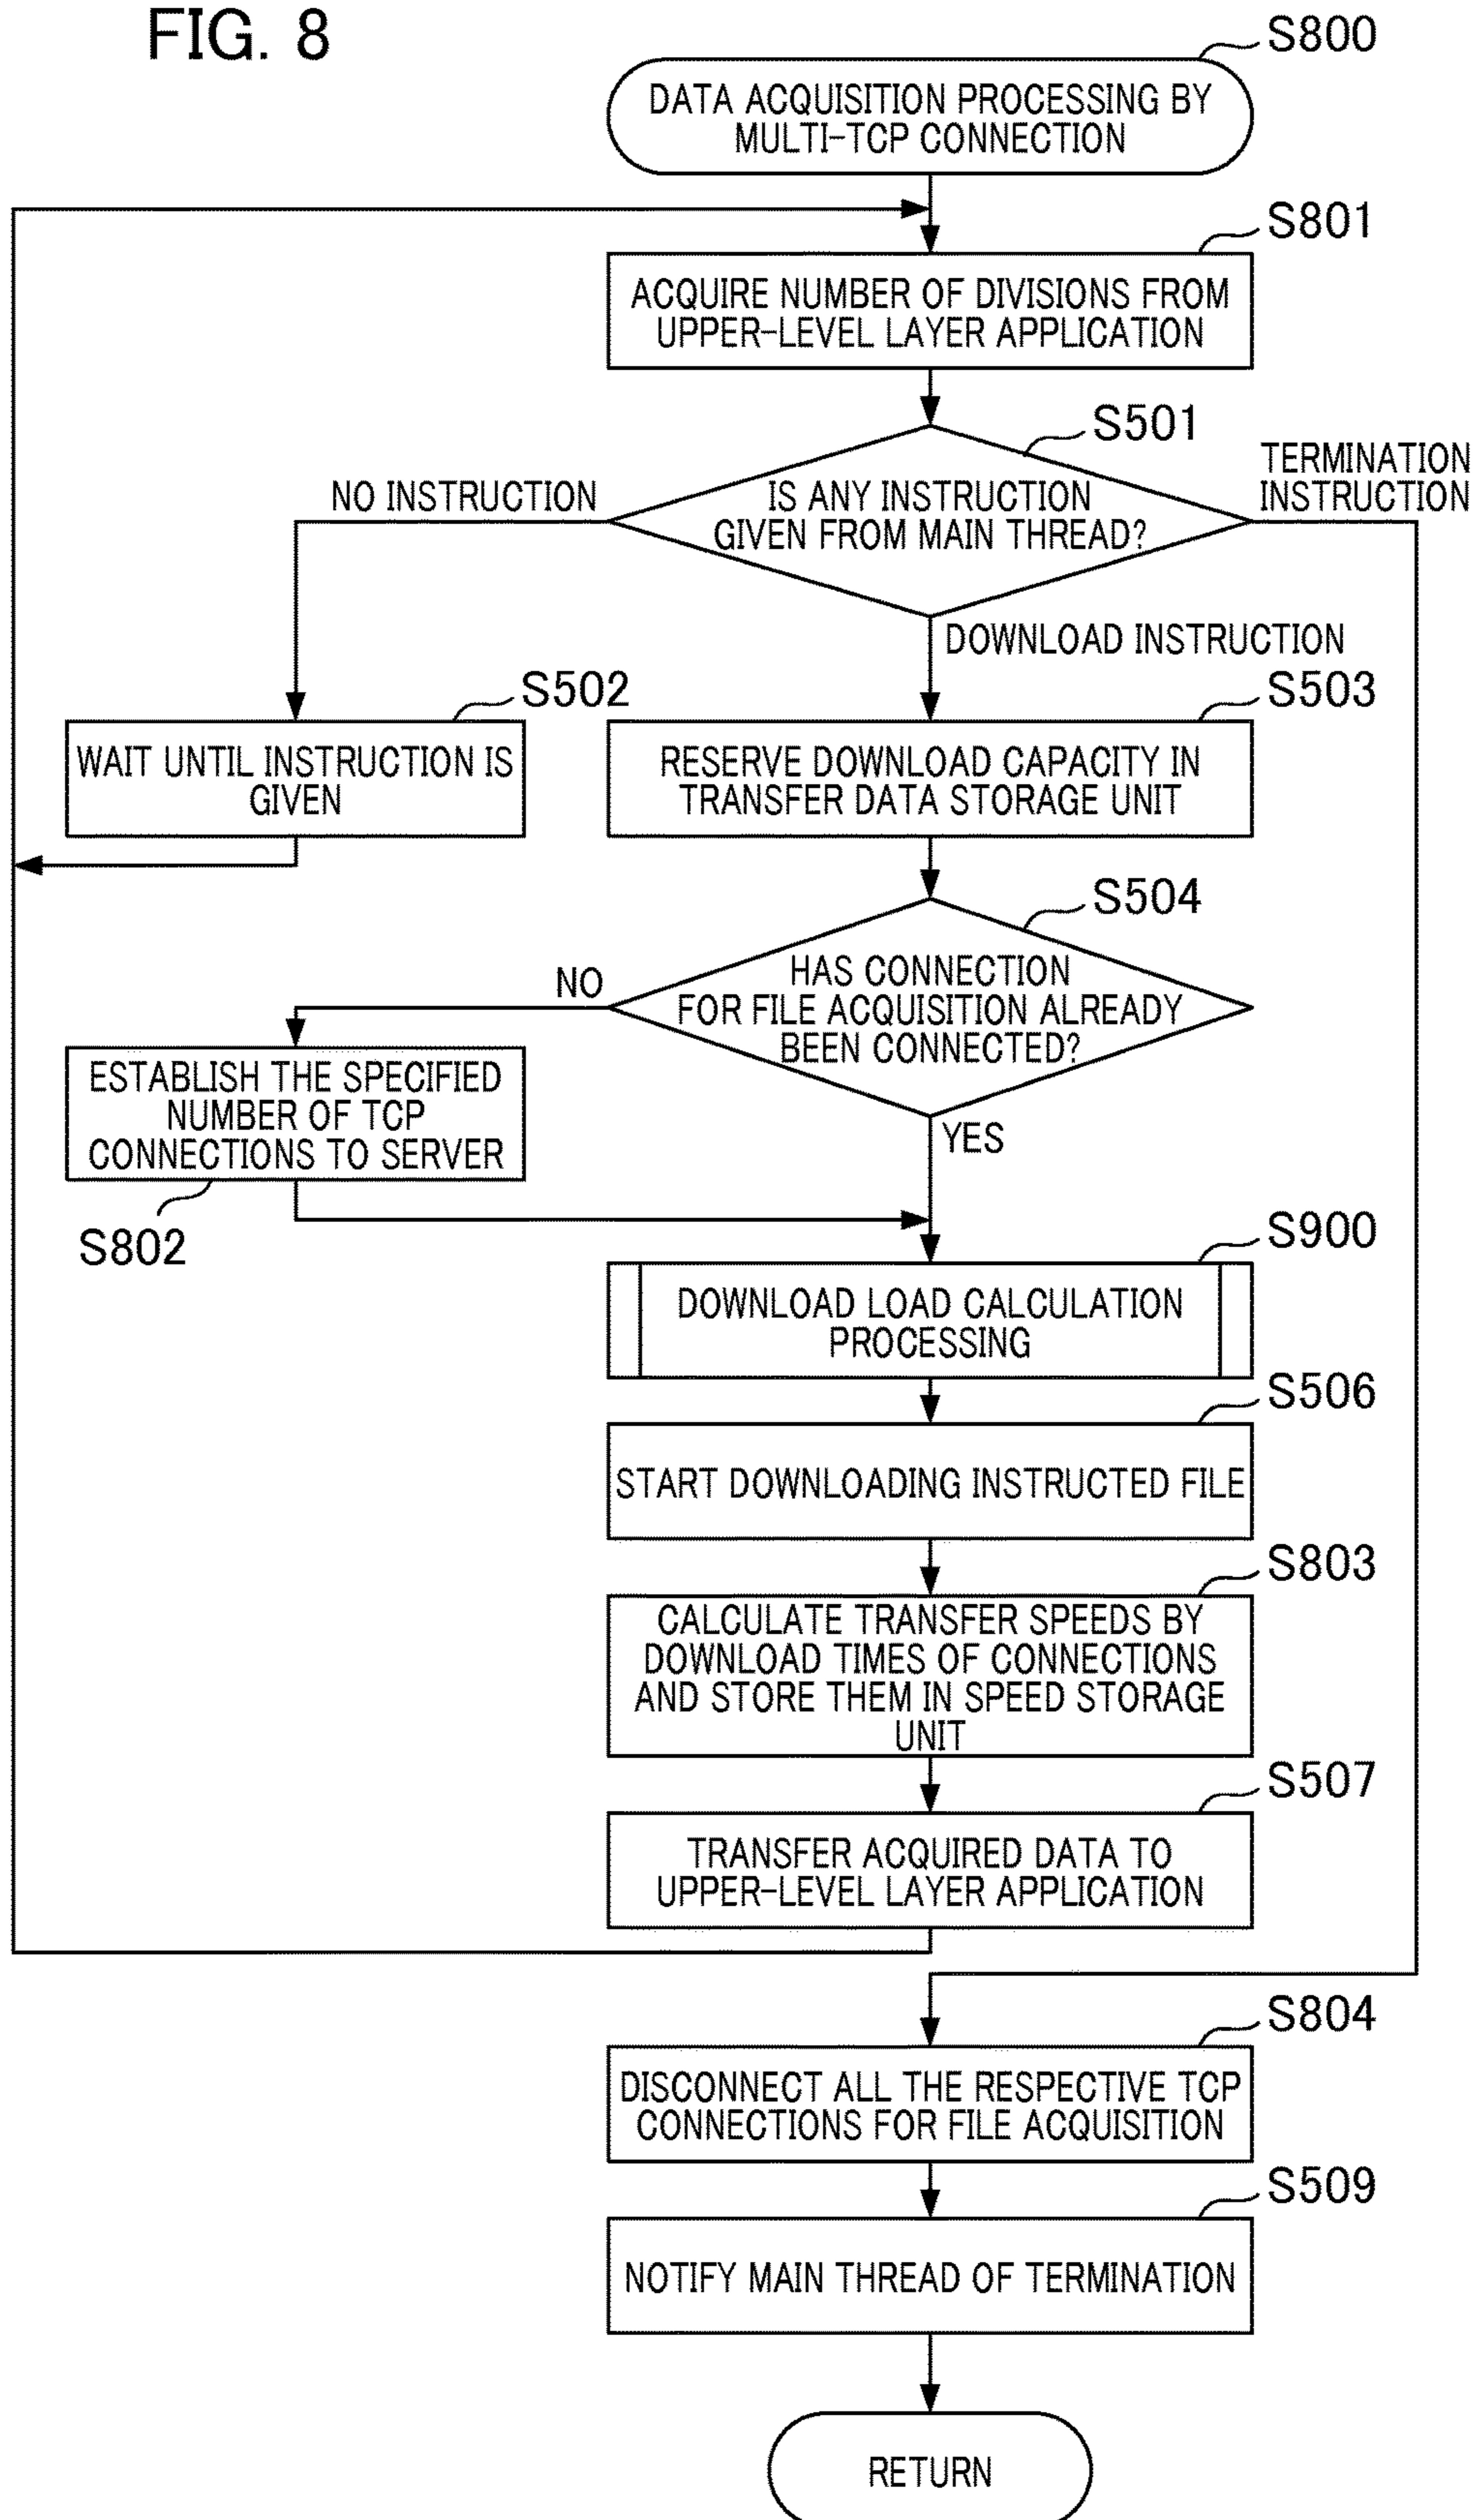 FIG. 8
S800
DATA ACQUISITION PROCESSING BY
MULTI-TCP CONNECTION
S801
ACQUIRE NUMBER OF DIVISIONS FROM
UPPER-LEVEL LAYER APPLICATION
S501
NO INSTRUCTION
IS ANY INSTRUCTION
GIVEN FROM MAIN THREAD?
TERMINATION
INSTRUCTION
DOWNLOAD INSTRUCTION
S502
WAIT UNTIL INSTRUCTION IS
GIVEN
S503
RESERVE DOWNLOAD CAPACITY IN
TRANSFER DATA STORAGE UNIT
S504
NO
HAS CONNECTION
FOR FILE ACQUISITION ALREADY
BEEN CONNECTED?
YES
ESTABLISH THE SPECIFIED
NUMBER OF TCP
CONNECTIONS TO SERVER
S802
S900
DOWNLOAD LOAD CALCULATION
PROCESSING
S506
START DOWNLOADING INSTRUCTED FILE
S803
CALCULATE TRANSFER SPEEDS BY
DOWNLOAD TIMES OF CONNECTIONS
AND STORE THEM IN SPEED STORAGE
UNIT
S507
TRANSFER ACQUIRED DATA TO
UPPER-LEVEL LAYER APPLICATION
S804
DISCONNECT ALL THE RESPECTIVE TCP
CONNECTIONS FOR FILE ACQUISITION
S509
NOTIFY MAIN THREAD OF TERMINATION
RETURN